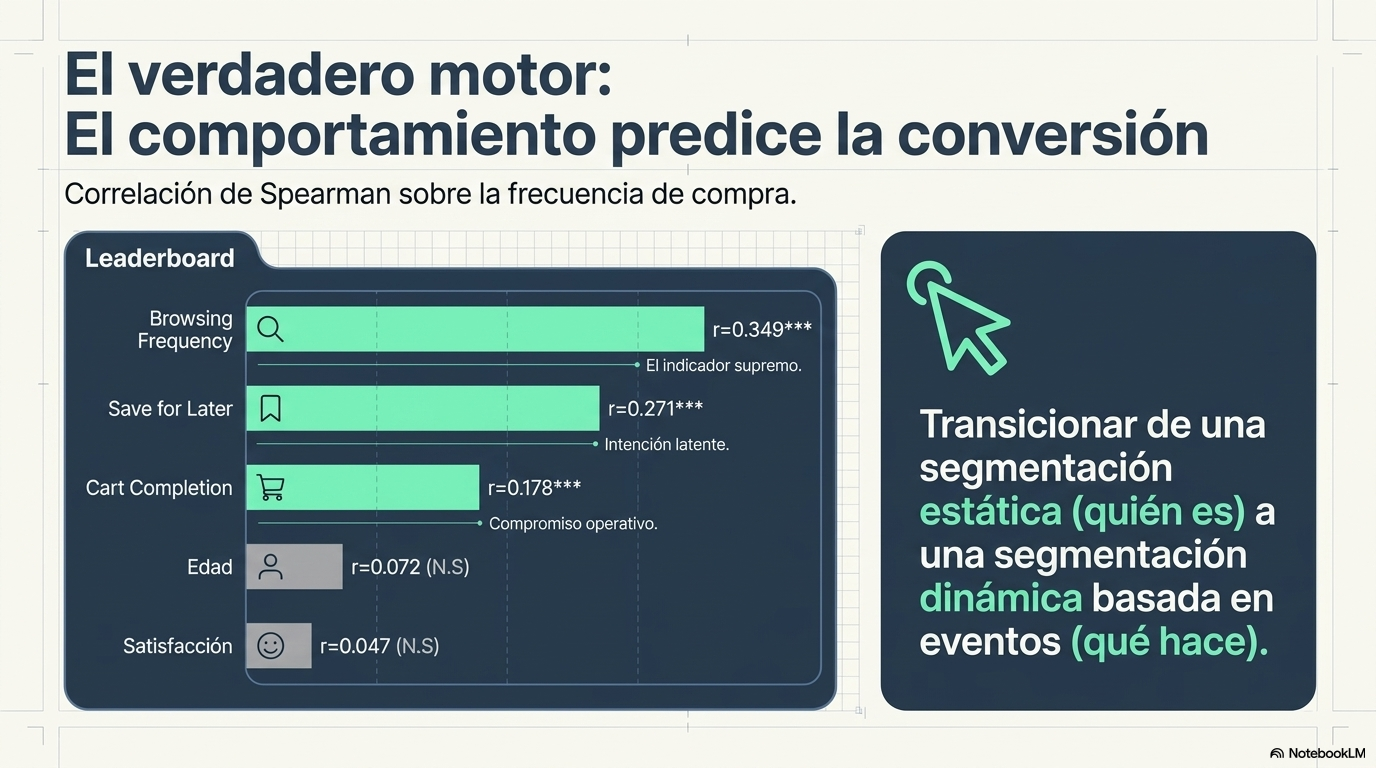 El verdadero motor:
El comportamiento predice la conversión
Correlación de Spearman sobre la frecuencia de compra.
Leaderboard
Browsing
Frequency
r=0.349***
El indicador supremo.
Save for Later
r=0.271***
Intención latente.
Cart Completion
r=0.178***
Compromiso operativo.
Edad
r=0.072 (N.S)
Satisfacción
r=0.047 (N.S)
Transicionar de una
segmentación
estática (quién es) a
una segmentación
dinámica basada en
eventos (qué hace).
NotebookLM